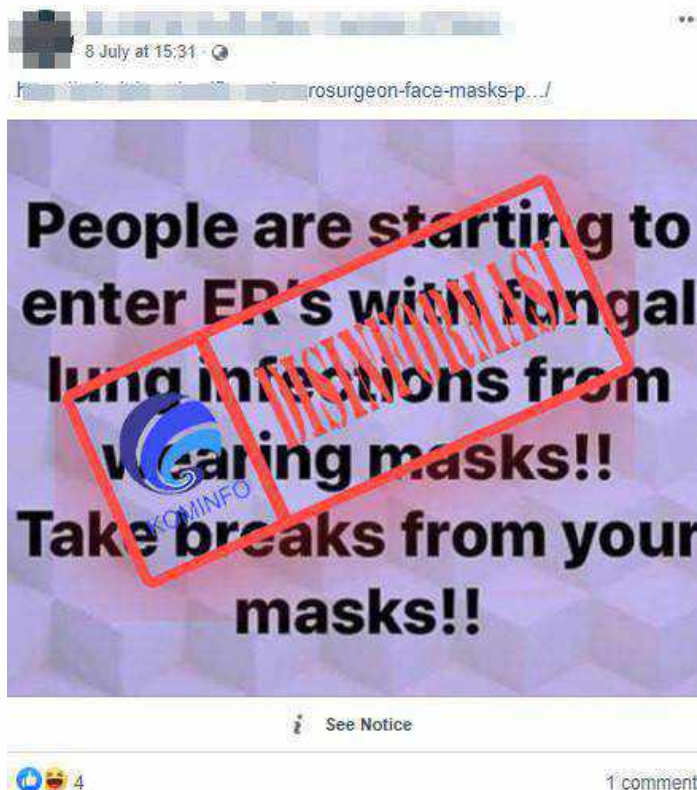 8 July at 15:31
rosurgeon-face-masks-p.../
People are starting to
enter ER's with fungal
lung infections from
wearing masks!!
Take breaks from your
masks!!
DISINFORMASI
KOMINFO
i See Notice
4
1 comment